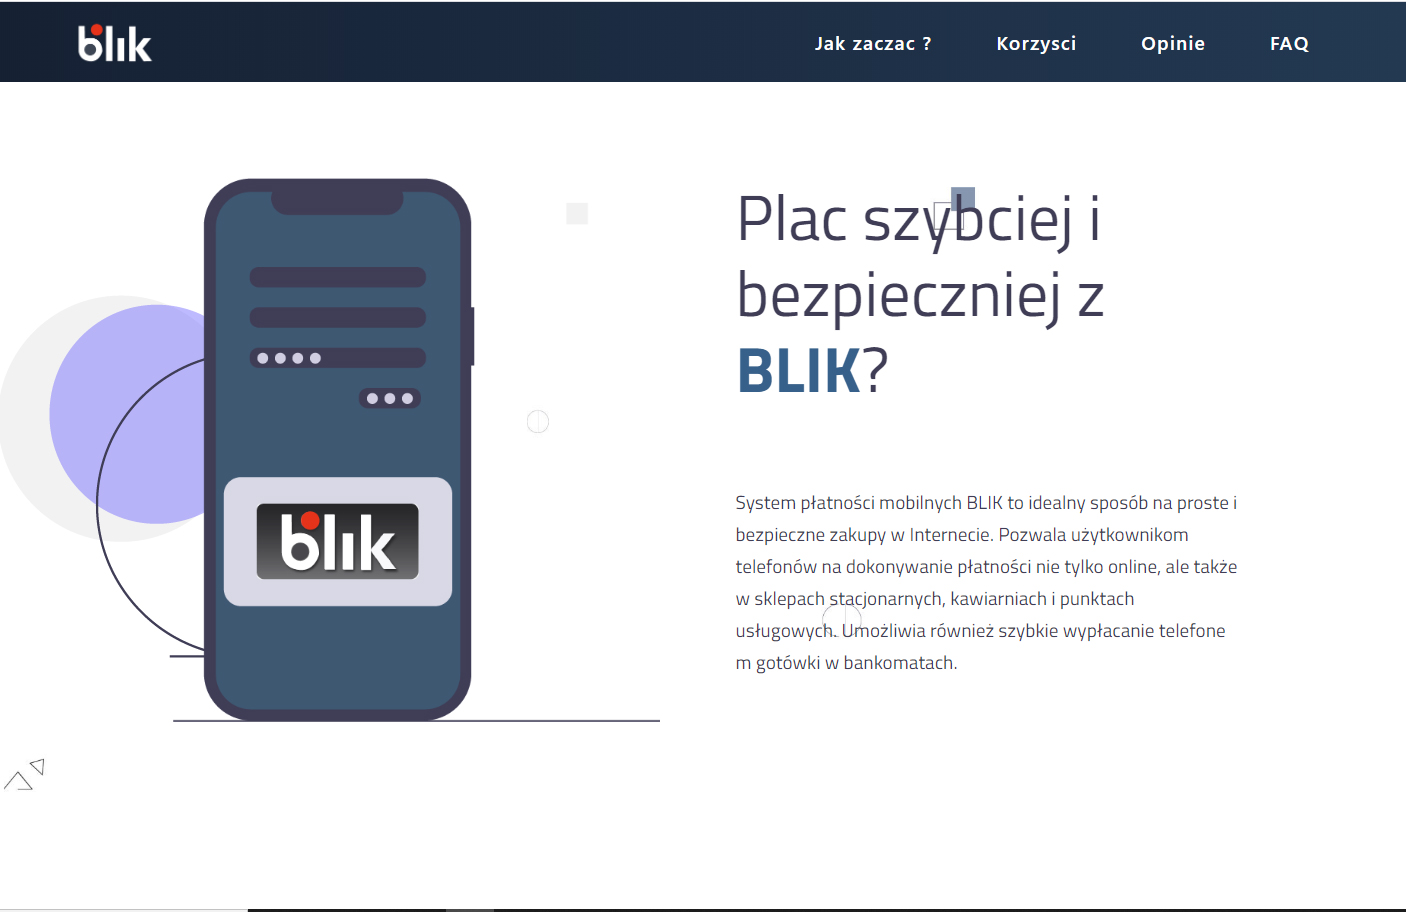 blik
Jak zaczac ?
Korzysci
Opinie
FAQ
Plac szybciej i
bezpieczniej z
BLIK?
blik
System płatności mobilnych BLIK to idealny sposób na proste i
bezpieczne zakupy w Internecie. Pozwala użytkownikom
telefonów na dokonywanie płatności nie tylko online, ale także
w sklepach stacjonarnych, kawiarniach i punktach
usługowych. Umożliwia również szybkie wypłacanie telefone
m gotówki w bankomatach.